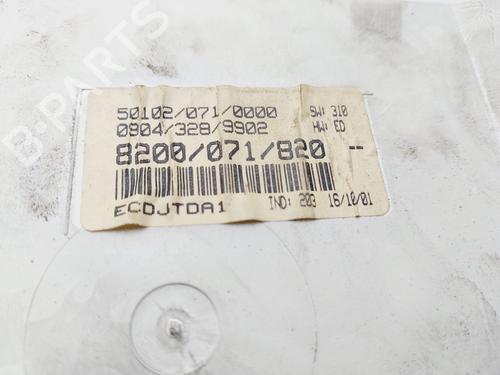 50102/071/0000 SW: 310
0904/328/9902 HW: ED
8200/071/820 --
ECDJTDA1 IND: 203 16/10/01
B-PARTS